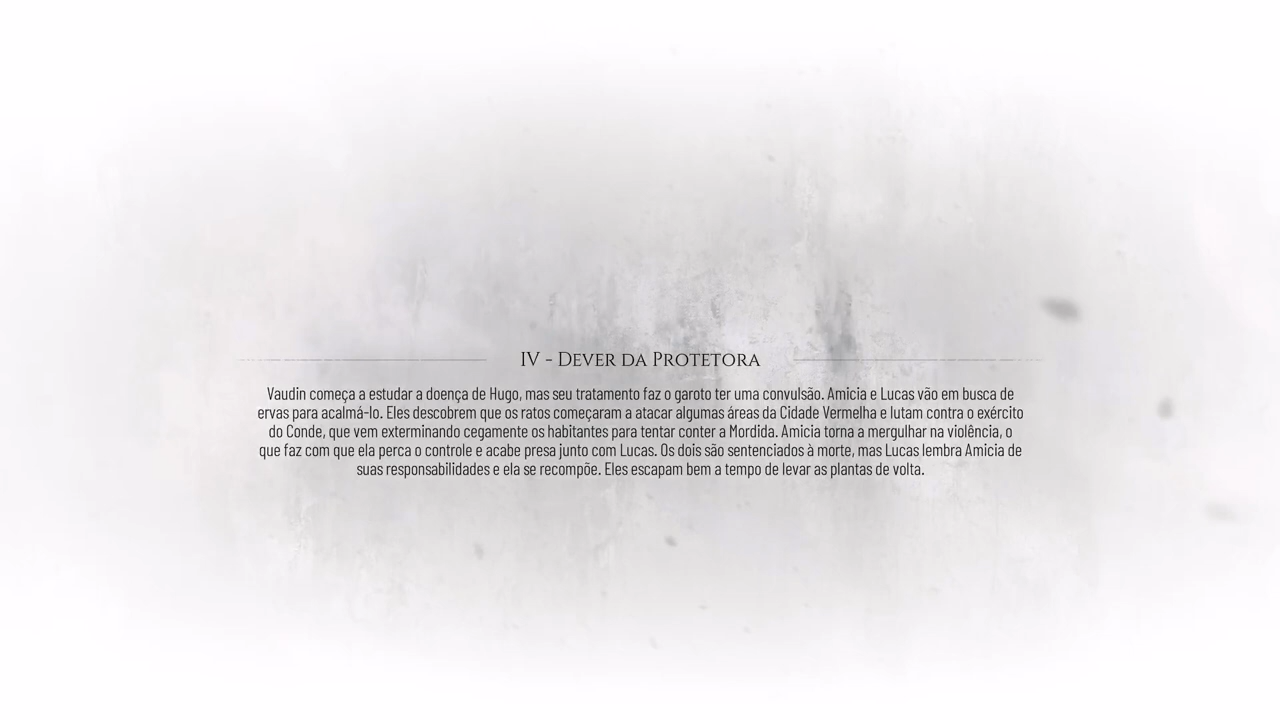 IV - Dever da Protetora
Vaudin começa a estudar a doença de Hugo, mas seu tratamento faz o garoto ter uma convulsão. Amicia e Lucas vão em busca de
ervas para acalmá-lo. Eles descobrem que os ratos começaram a atacar algumas áreas da Cidade Vermelha e lutam contra o exército
do Conde, que vem exterminando cegamente os habitantes para tentar conter a Mordida. Amicia torna a mergulhar na violência, o
que faz com que ela perca o controle e acabe presa junto com Lucas. Os dois são sentenciados à morte, mas Lucas lembra Amicia de
suas responsabilidades e ela se recompõe. Eles escapam bem a tempo de levar as plantas de volta.